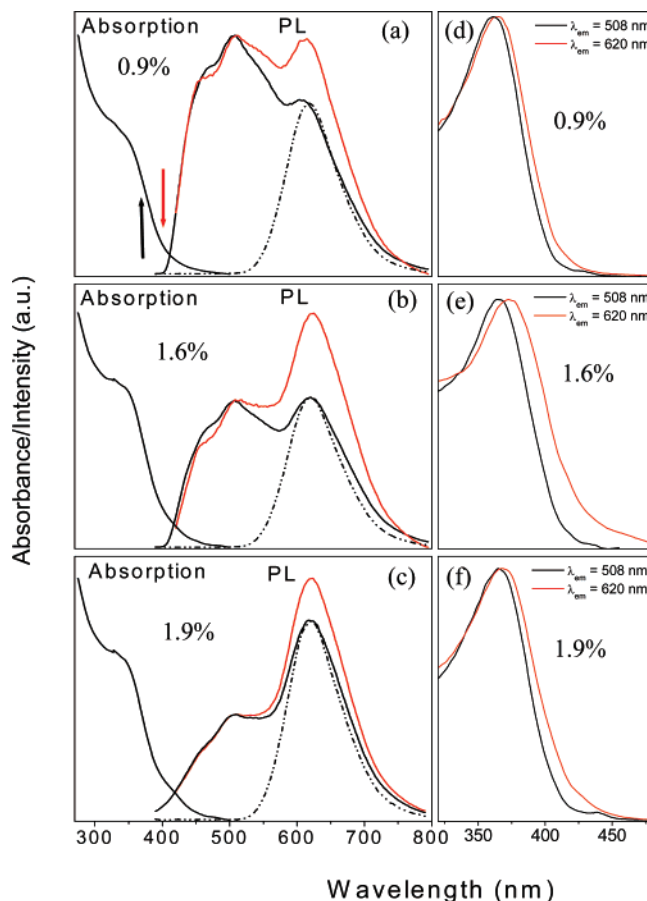 Absorption PL (a)
0.9%
(d)
λem = 508 nm
λem = 620 nm
0.9%
Absorption PL (b)
1.6%
(e)
λem = 508 nm
λem = 620 nm
1.6%
Absorption PL (c)
1.9%
(f)
λem = 508 nm
λem = 620 nm
1.9%
300 400 500 600 700 800
350 400 450
Absorbance/Intensity (a.u.)
Wavelength (nm)